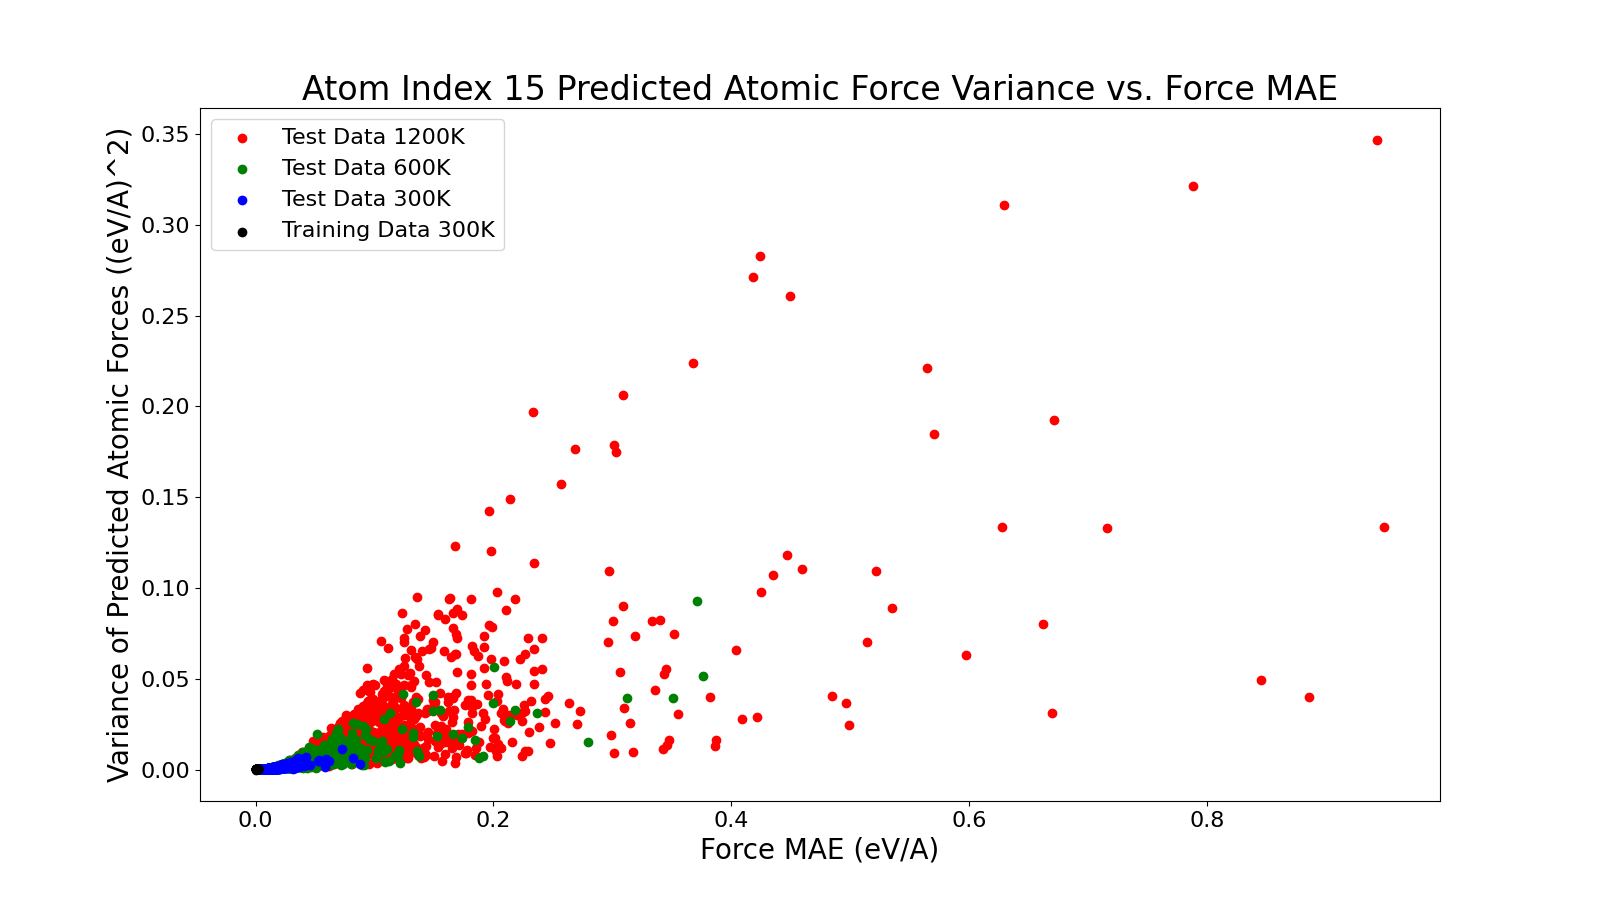 Atom Index 15 Predicted Atomic Force Variance vs. Force MAE
Variance of Predicted Atomic Forces ((eV/A)^2)
0.35
0.30
0.25
0.20
0.15
0.10
0.05
0.00
Test Data 1200K
Test Data 600K
Test Data 300K
Training Data 300K
0.0
0.2
0.4
0.6
0.8
Force MAE (eV/A)